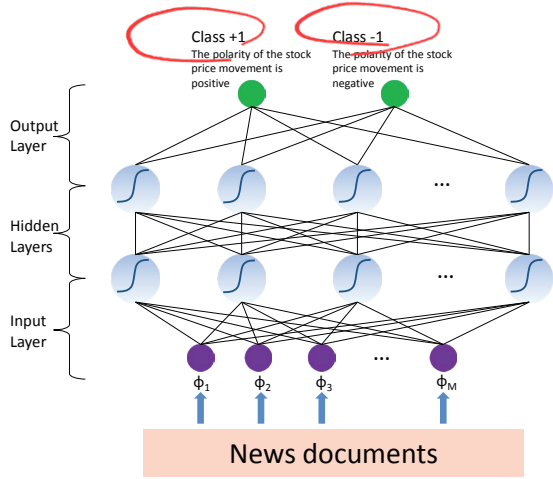 Class +1
The polarity of the stock
price movement is
positive
Class -1
The polarity of the stock
price movement is
negative
Output
Layer
...
Hidden
Layers
...
Input
Layer
...
ϕ1 ϕ2 ϕ3 ϕM
News documents